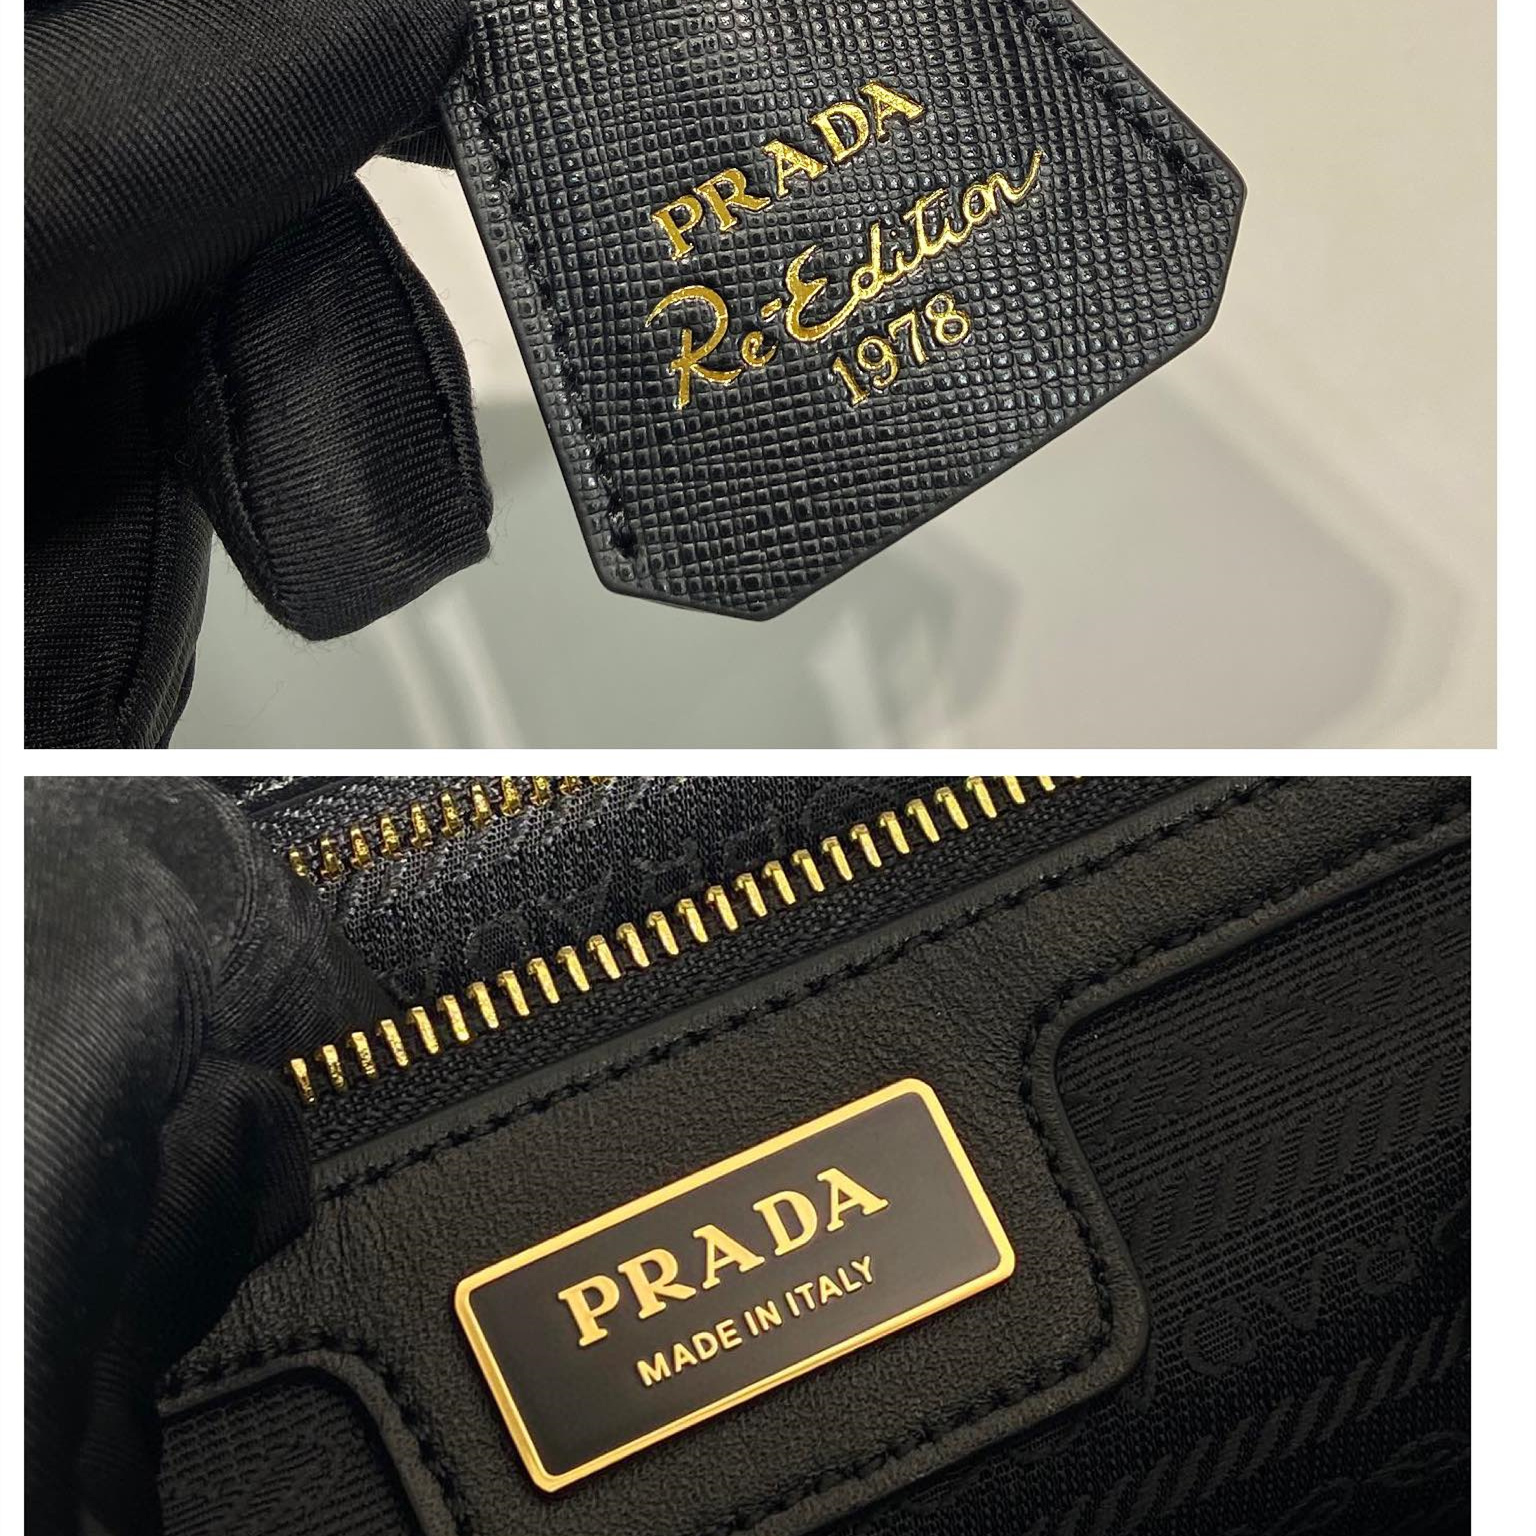 PRADA
Re-Edition
1978
PRADA
MADE IN ITALY